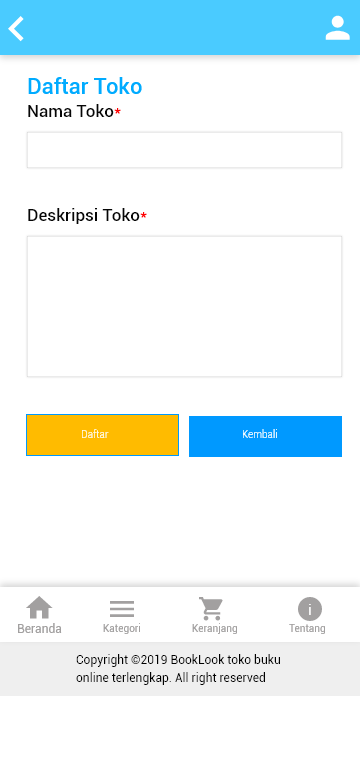 Daftar Toko
Nama Toko*
Deskripsi Toko*
Daftar
Kembali
Beranda
Kategori
Keranjang
Tentang
Copyright ©2019 BookLook toko buku
online terlengkap. All right reserved